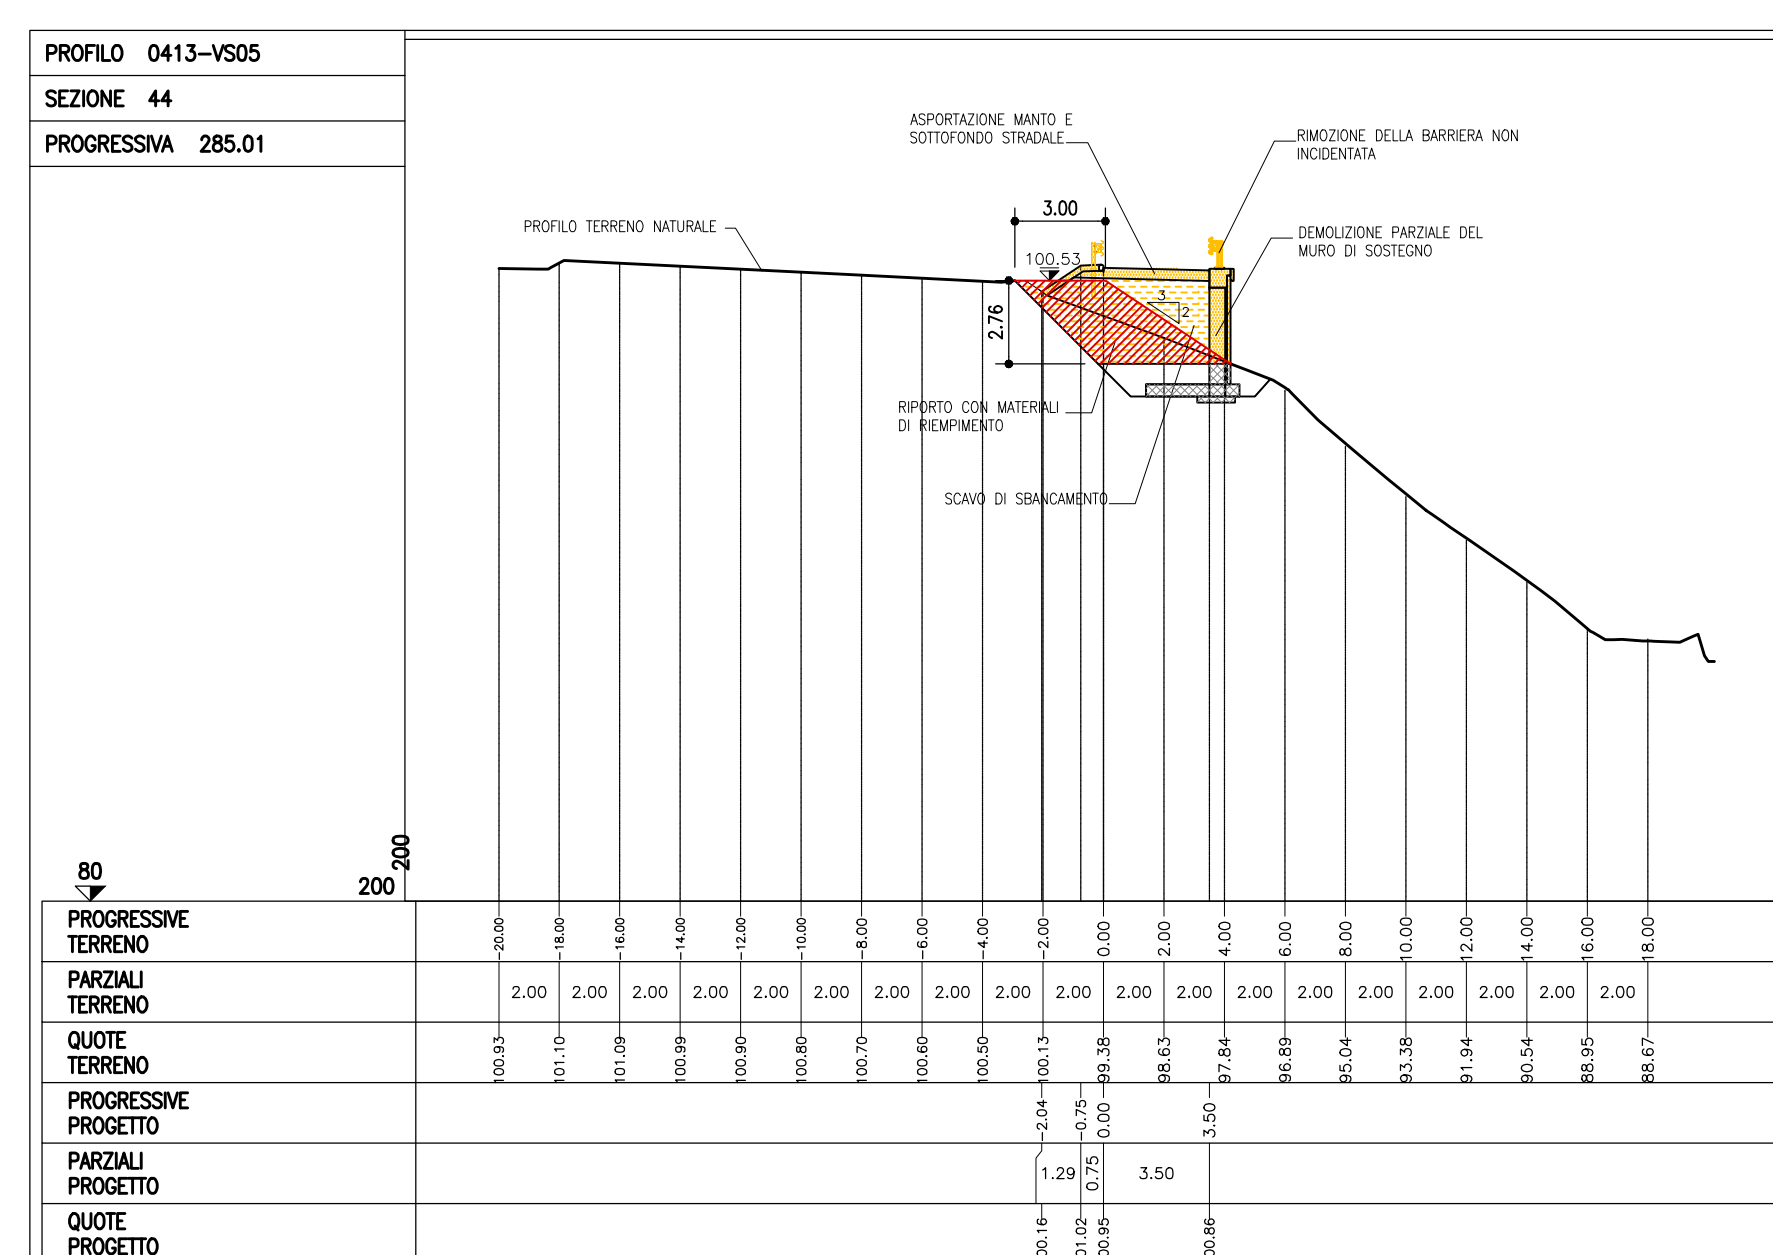 PROFILO 0413-VS05
SEZIONE 44
PROGRESSIVA 285.01
ASPORTAZIONE MANTO E
SOTTOFONDO STRADALE
RIMOZIONE DELLA BARRIERA NON
INCIDENTATA
3.00
PROFILO TERRENO NATURALE
DEMOLIZIONE PARZIALE DEL
MURO DI SOSTEGNO
100.53
3
2
2.76
RIPORTO CON MATERIALI
DI RIEMPIMENTO
SCAVO DI SBANCAMENTO
200
80
200
PROGRESSIVE
TERRENO
-20.00 -18.00 -16.00 -14.00 -12.00 -10.00 -8.00 -6.00 -4.00 -2.00 0.00 2.00 4.00 6.00 8.00 10.00 12.00 14.00 16.00 18.00
PARZIALI
TERRENO
2.00 2.00 2.00 2.00 2.00 2.00 2.00 2.00 2.00 2.00 2.00 2.00 2.00 2.00 2.00 2.00 2.00 2.00 2.00
QUOTE
TERRENO
100.93 101.10 101.09 100.99 100.90 100.80 100.70 100.60 100.50 100.13 99.38 98.63 97.84 96.89 95.04 93.38 91.94 90.54 88.95 88.67
PROGRESSIVE
PROGETTO
-2.04 -0.75 0.00 3.50
PARZIALI
PROGETTO
1.29 0.75 3.50
QUOTE
PROGETTO
00.16 01.02 00.95 00.86